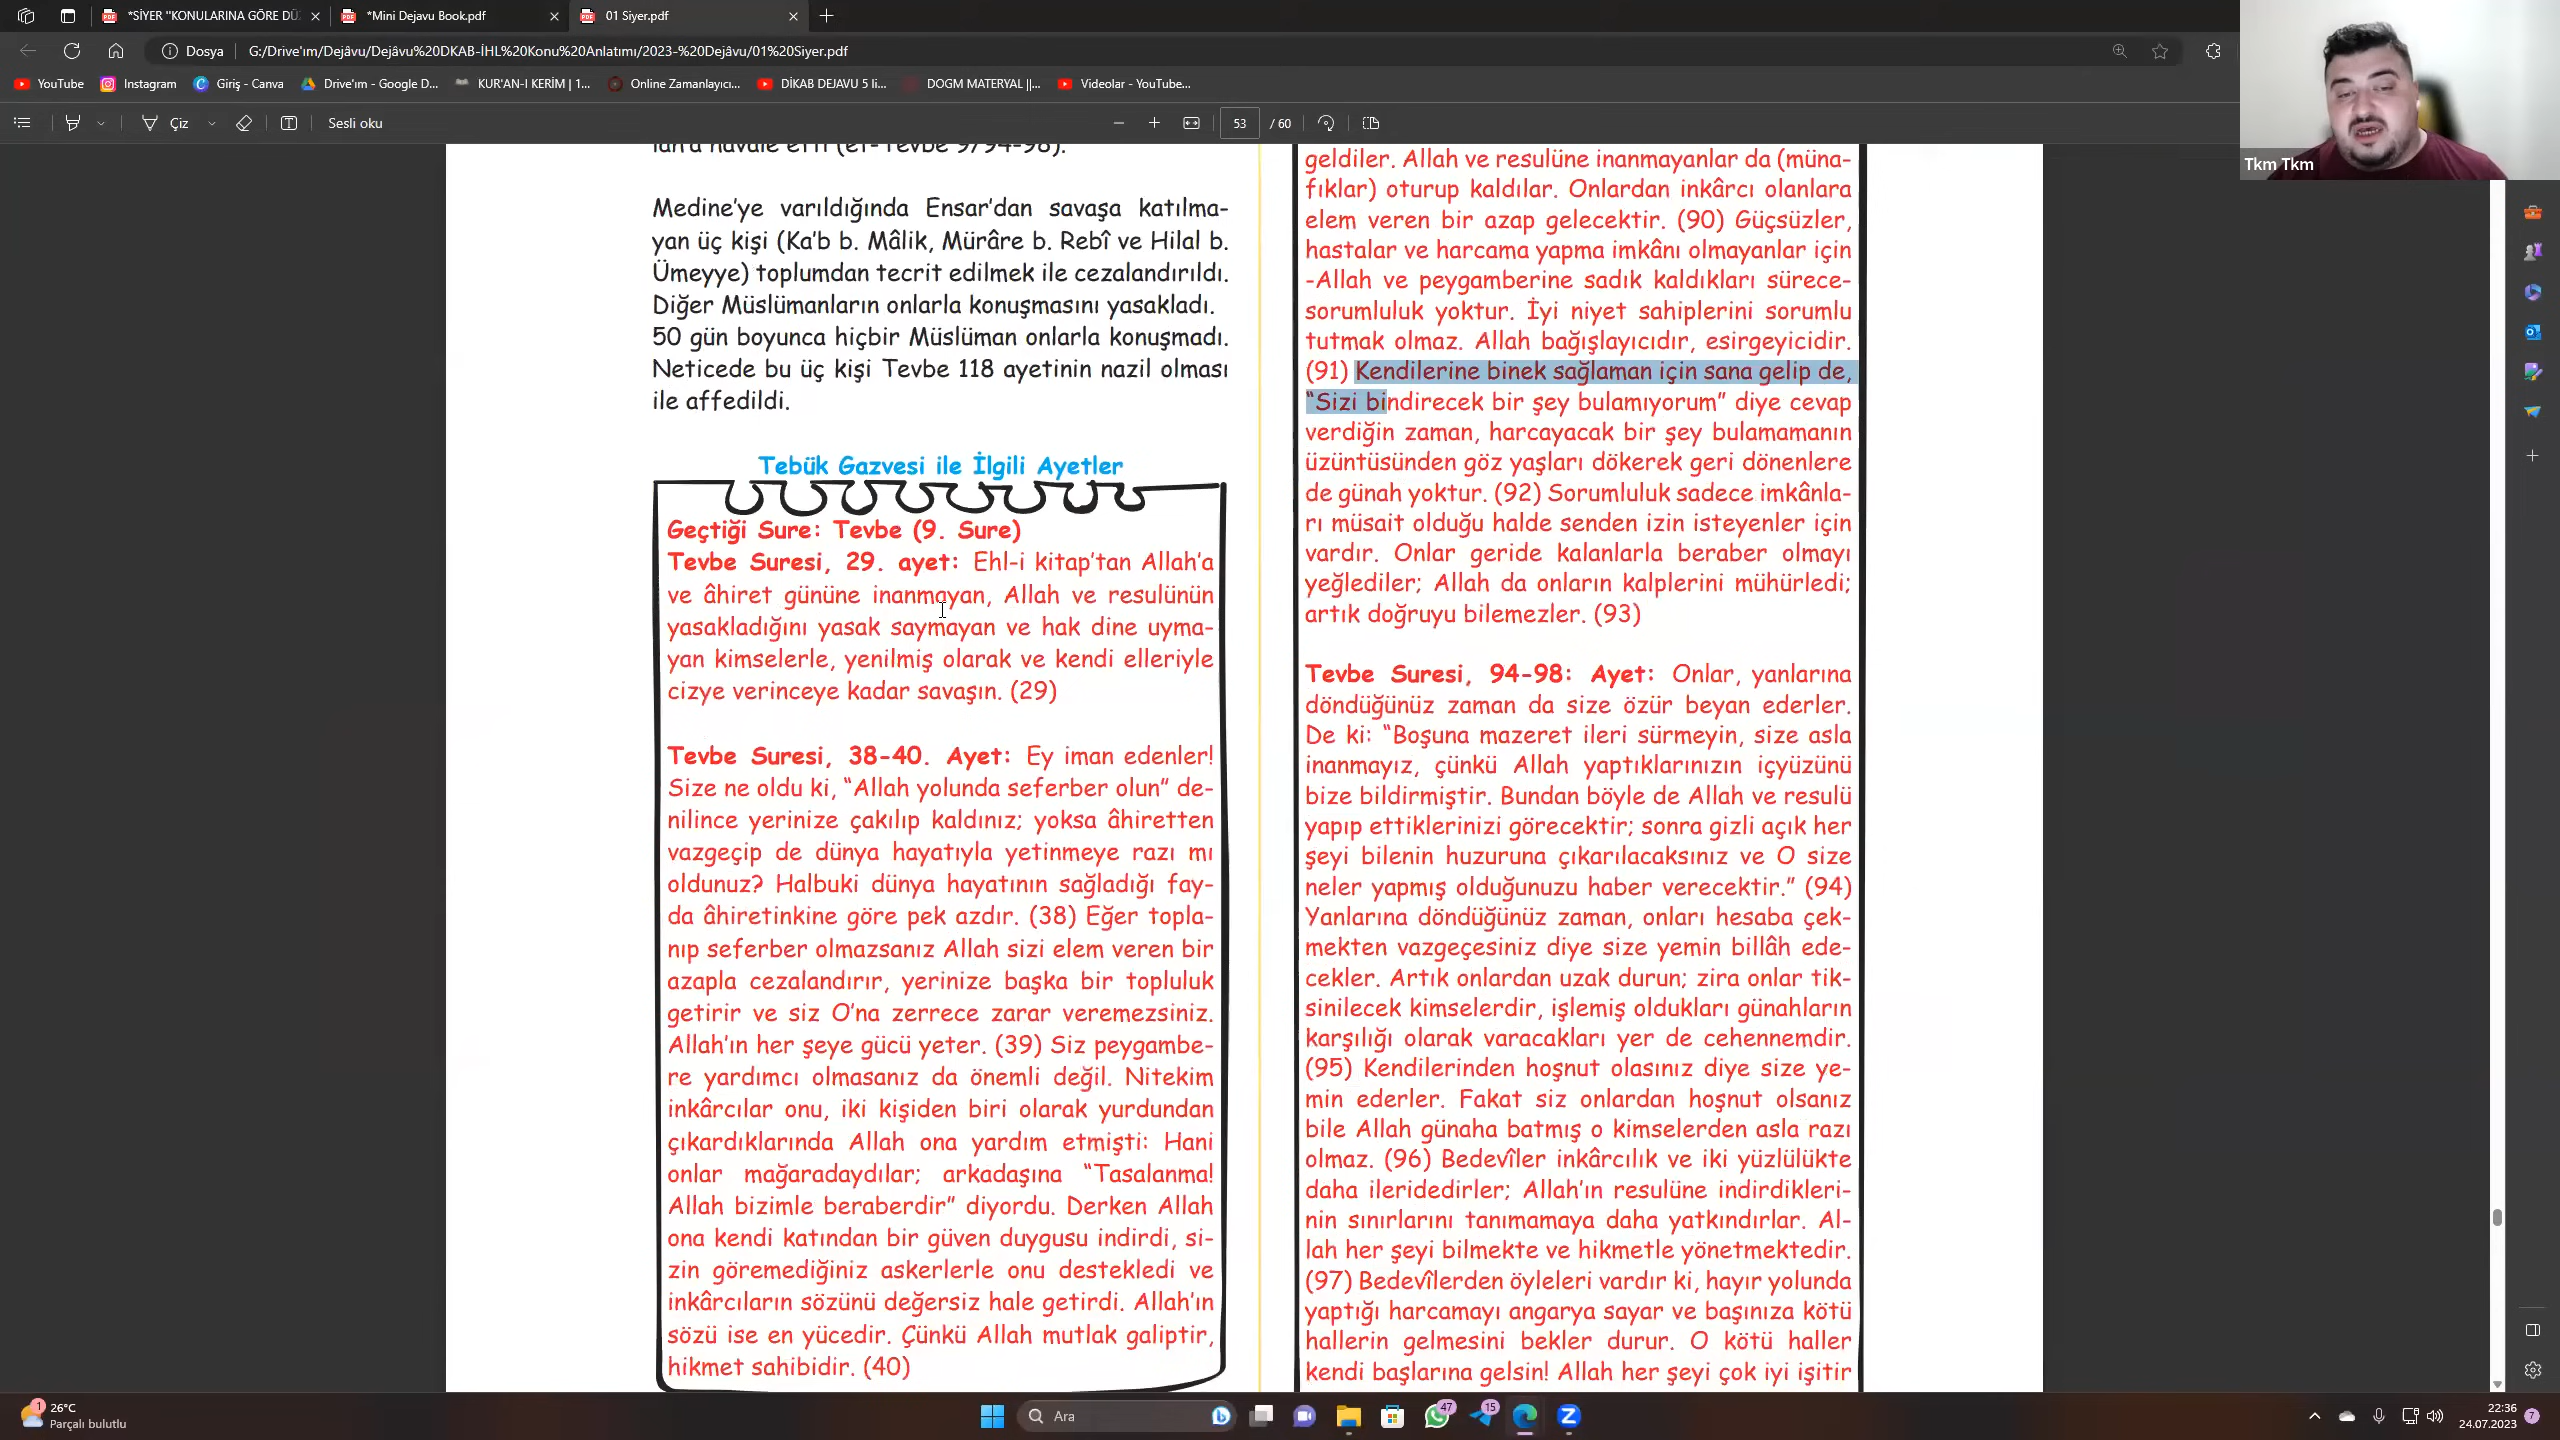 *SİYER "KONULARINA GÖRE DÜZ
*Mini Dejavu Book.pdf
01 Siyer.pdf
Dosya
G:/Drive'ım/Dejâvu/Dejâvu%20DKAB-İHL%20Konu%20Anlatımı/2023-%20Dejâvu/01%20Siyer.pdf
YouTube
Instagram
Giriş - Canva
Drive'ım - Google D...
KUR'AN-I KERİM | 1...
Online Zamanlayıcı...
DİKAB DEJAVU 5 li...
DOGM MATERYAL ||...
Videolar - YouTube...
Çiz
Sesli oku
53 / 60
Tkm Tkm
lah'a havale etti (et-Tevbe 9/94-98).
Medine'ye varıldığında Ensar'dan savaşa katılma-
yan üç kişi (Ka'b b. Mâlik, Mürâre b. Rebî ve Hilal b.
Ümeyye) toplumdan tecrit edilmek ile cezalandırıldı.
Diğer Müslümanların onlarla konuşmasını yasakladı.
50 gün boyunca hiçbir Müslüman onlarla konuşmadı.
Neticede bu üç kişi Tevbe 118 ayetinin nazil olması
ile affedildi.
Tebük Gazvesi ile İlgili Ayetler
Geçtiği Sure: Tevbe (9. Sure)
Tevbe Suresi, 29. ayet: Ehl-i kitap'tan Allah'a
ve âhiret gününe inanmayan, Allah ve resulünün
yasakladığını yasak saymayan ve hak dine uyma-
yan kimselerle, yenilmiş olarak ve kendi elleriyle
cizye verinceye kadar savaşın. (29)
Tevbe Suresi, 38-40. Ayet: Ey iman edenler!
Size ne oldu ki, "Allah yolunda seferber olun" de-
nilince yerinize çakılıp kaldınız; yoksa âhiretten
vazgeçip de dünya hayatıyla yetinmeye razı mı
oldunuz? Halbuki dünya hayatının sağladığı fay-
da âhiretinkine göre pek azdır. (38) Eğer topla-
nıp seferber olmazsanız Allah sizi elem veren bir
azapla cezalandırır, yerinize başka bir topluluk
getirir ve siz O'na zerrece zarar veremezsiniz.
Allah'ın her şeye gücü yeter. (39) Siz peygambe-
re yardımcı olmasanız da önemli değil. Nitekim
inkârcılar onu, iki kişiden biri olarak yurdundan
çıkardıklarında Allah ona yardım etmişti: Hani
onlar mağaradaydılar; arkadaşına "Tasalanma!
Allah bizimle beraberdir" diyordu. Derken Allah
ona kendi katından bir güven duygusu indirdi, si-
zin göremediğiniz askerlerle onu destekledi ve
inkârcıların sözünü değersiz hale getirdi. Allah'ın
sözü ise en yücedir. Çünkü Allah mutlak galiptir,
hikmet sahibidir. (40)
geldiler. Allah ve resulüne inanmayanlar da (müna-
fıklar) oturup kaldılar. Onlardan inkârcı olanlara
elem veren bir azap gelecektir. (90) Güçsüzler,
hastalar ve harcama yapma imkânı olmayanlar için
-Allah ve peygamberine sadık kaldıkları sürece-
sorumluluk yoktur. İyi niyet sahiplerini sorumlu
tutmak olmaz. Allah bağışlayıcıdır, esirgeyicidir.
(91) Kendilerine binek sağlaman için sana gelip de,
"Sizi bindirecek bir şey bulamıyorum" diye cevap
verdiğin zaman, harcayacak bir şey bulamamanın
üzüntüsünden göz yaşları dökerek geri dönenlere
de günah yoktur. (92) Sorumluluk sadece imkânla-
rı müsait olduğu halde senden izin isteyenler için
vardır. Onlar geride kalanlarla beraber olmayı
yeğlediler; Allah da onların kalplerini mühürledi;
artık doğruyu bilemezler. (93)
Tevbe Suresi, 94-98: Ayet: Onlar, yanlarına
döndüğünüz zaman da size özür beyan ederler.
De ki: "Boşuna mazeret ileri sürmeyin, size asla
inanmayız, çünkü Allah yaptıklarınızın içyüzünü
bize bildirmiştir. Bundan böyle de Allah ve resulü
yapıp ettiklerinizi görecektir; sonra gizli açık her
şeyi bilenin huzuruna çıkarılacaksınız ve O size
neler yapmış olduğunuzu haber verecektir." (94)
Yanlarına döndüğünüz zaman, onları hesaba çek-
mekten vazgeçesiniz diye size yemin billâh ede-
cekler. Artık onlardan uzak durun; zira onlar tik-
sinilecek kimselerdir, işlemiş oldukları günahların
karşılığı olarak varacakları yer de cehennemdir.
(95) Kendilerinden hoşnut olasınız diye size ye-
min ederler. Fakat siz onlardan hoşnut olsanız
bile Allah günaha batmış o kimselerden asla razı
olmaz. (96) Bedevîler inkârcılık ve iki yüzlülükte
daha ileridedirler; Allah'ın resulüne indirdikleri-
nin sınırlarını tanımamaya daha yatkındırlar. Al-
lah her şeyi bilmekte ve hikmetle yönetmektedir.
(97) Bedevîlerden öyleleri vardır ki, hayır yolunda
yaptığı harcamayı angarya sayar ve başınıza kötü
hallerin gelmesini bekler durur. O kötü haller
kendi başlarına gelsin! Allah her şeyi çok iyi işitir
1
26°C
Parçalı bulutlu
Ara
47
15
22:36
24.07.2023
7